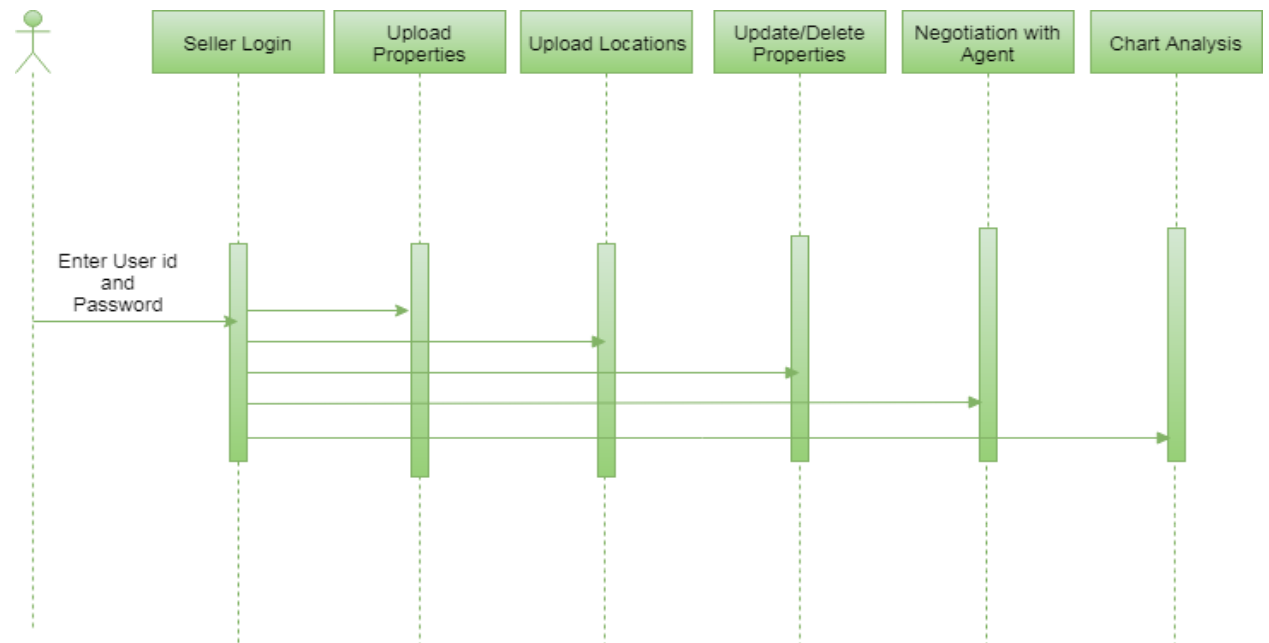 Seller Login
Upload
Properties
Upload Locations
Update/Delete
Properties
Negotiation with
Agent
Chart Analysis
Enter User id
and
Password